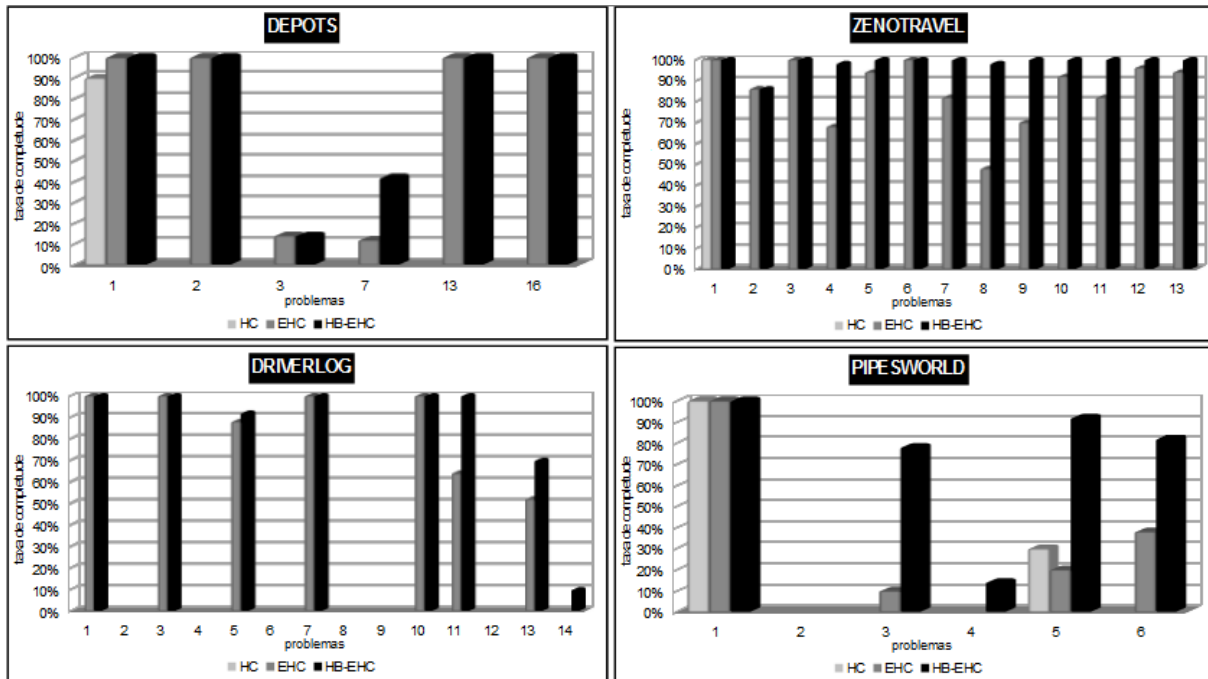 DEPOTS
taxa de completude
100%
90%
80%
70%
60%
50%
40%
30%
20%
10%
0%
1 2 3 7 13 16
problemas
HC EHC HB-EHC
ZENOTRAVEL
taxa de completude
100%
90%
80%
70%
60%
50%
40%
30%
20%
10%
0%
1 2 3 4 5 6 7 8 9 10 11 12 13
problemas
HC EHC HB-EHC
DRIVERLOG
taxa de completude
100%
90%
80%
70%
60%
50%
40%
30%
20%
10%
0%
1 2 3 4 5 6 7 8 9 10 11 12 13 14
problemas
HC EHC HB-EHC
PIPESWORLD
taxa de completude
100%
90%
80%
70%
60%
50%
40%
30%
20%
10%
0%
1 2 3 4 5 6
problemas
HC EHC HB-EHC